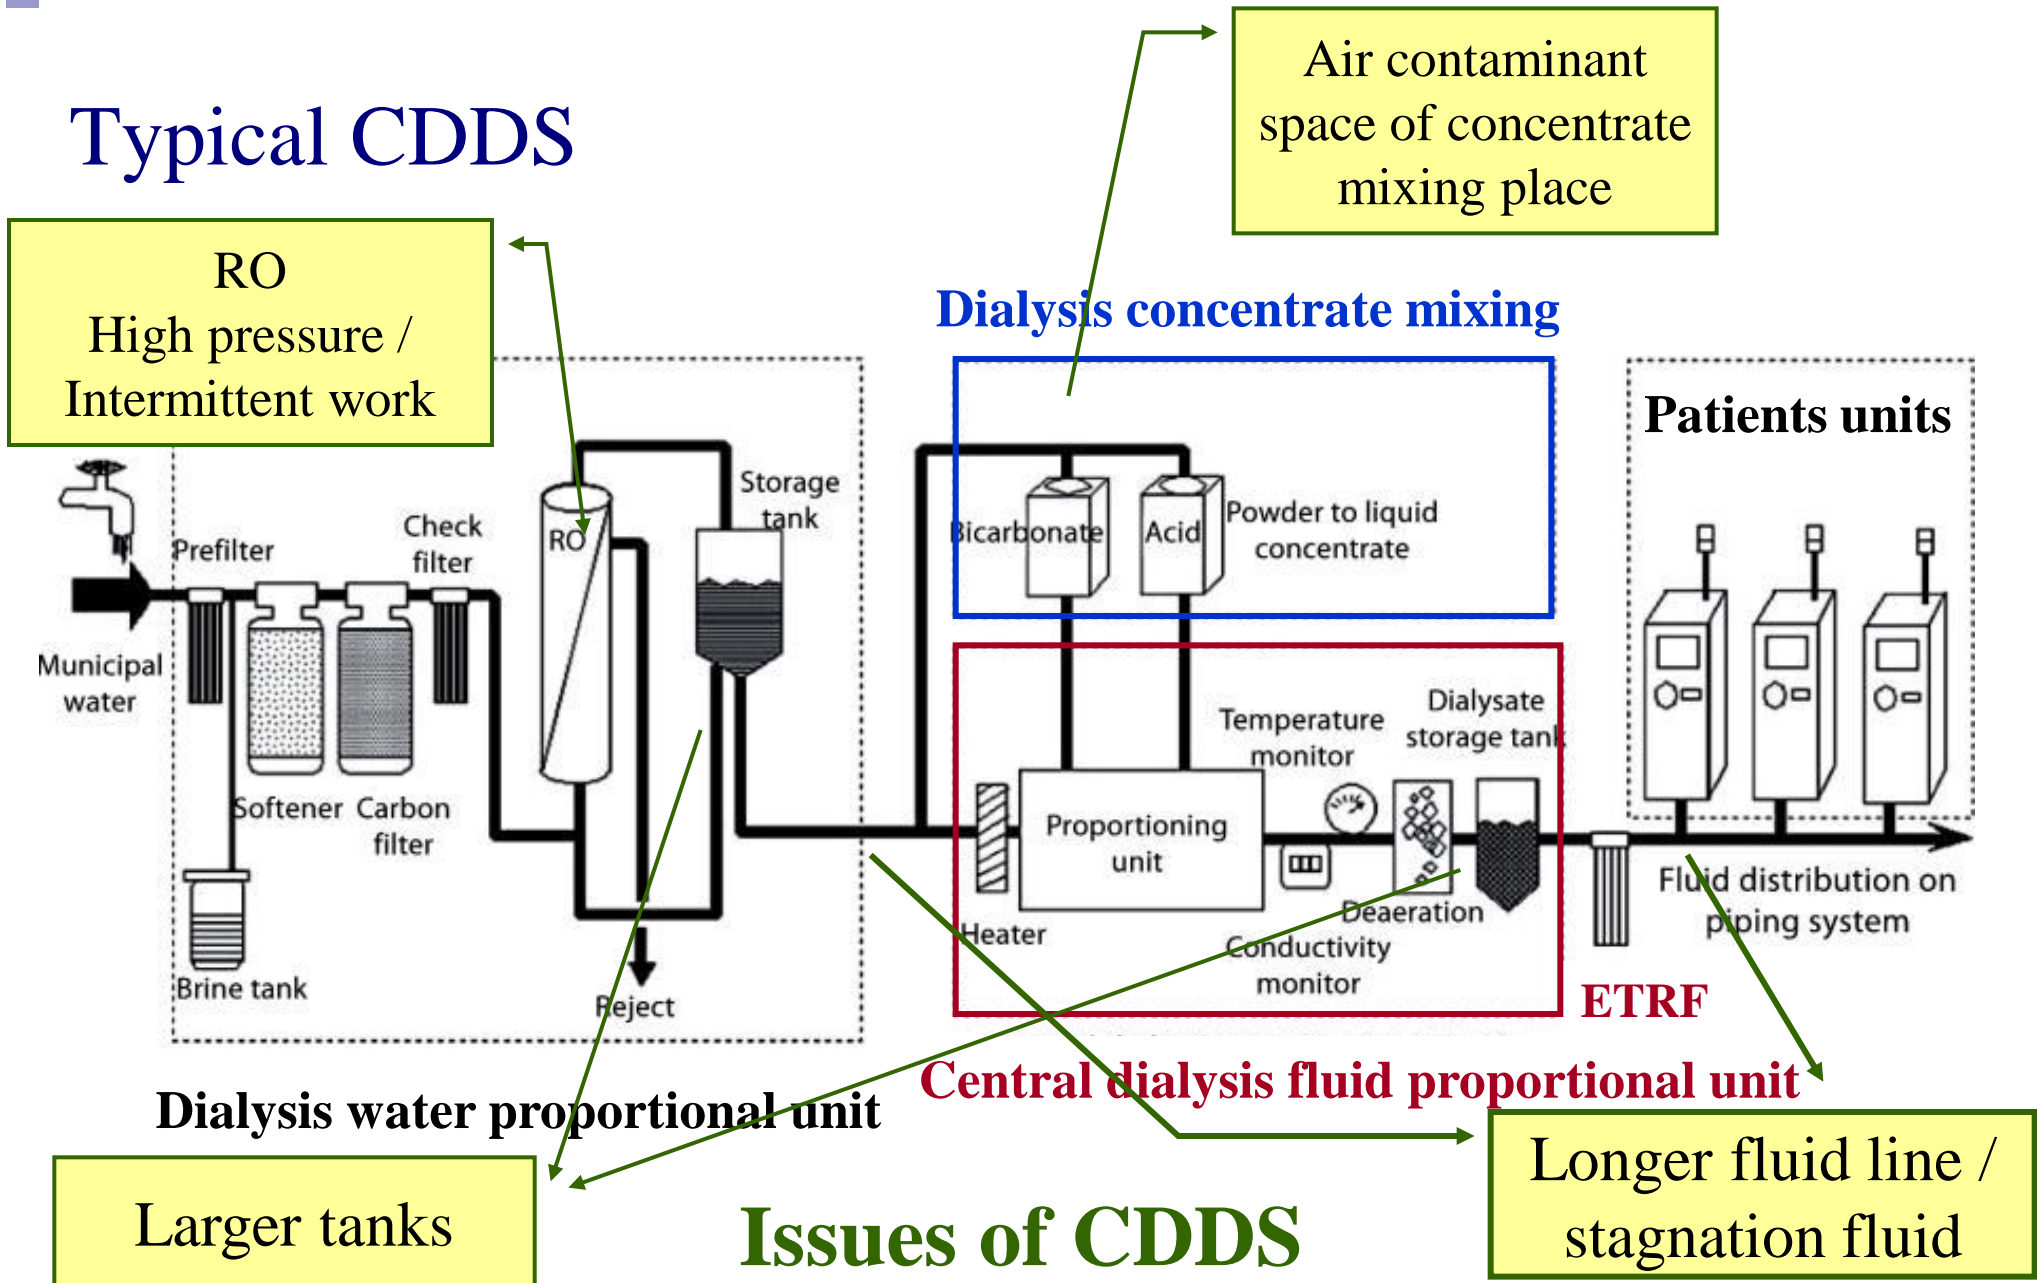 Typical CDDS
Air contaminant
space of concentrate
mixing place
RO
High pressure /
Intermittent work
Dialysis concentrate mixing
Patients units
Storage
tank
Check
filter
Prefilter
RO
Bicarbonate
Acid
Powder to liquid
concentrate
Municipal
water
Softener
Carbon
filter
Temperature
monitor
Dialysate
storage tank
Proportioning
unit
Heater
Deaeration
Conductivity
monitor
Fluid distribution on
piping system
Brine tank
Reject
ETRF
Central dialysis fluid proportional unit
Dialysis water proportional unit
Larger tanks
Issues of CDDS
Longer fluid line /
stagnation fluid